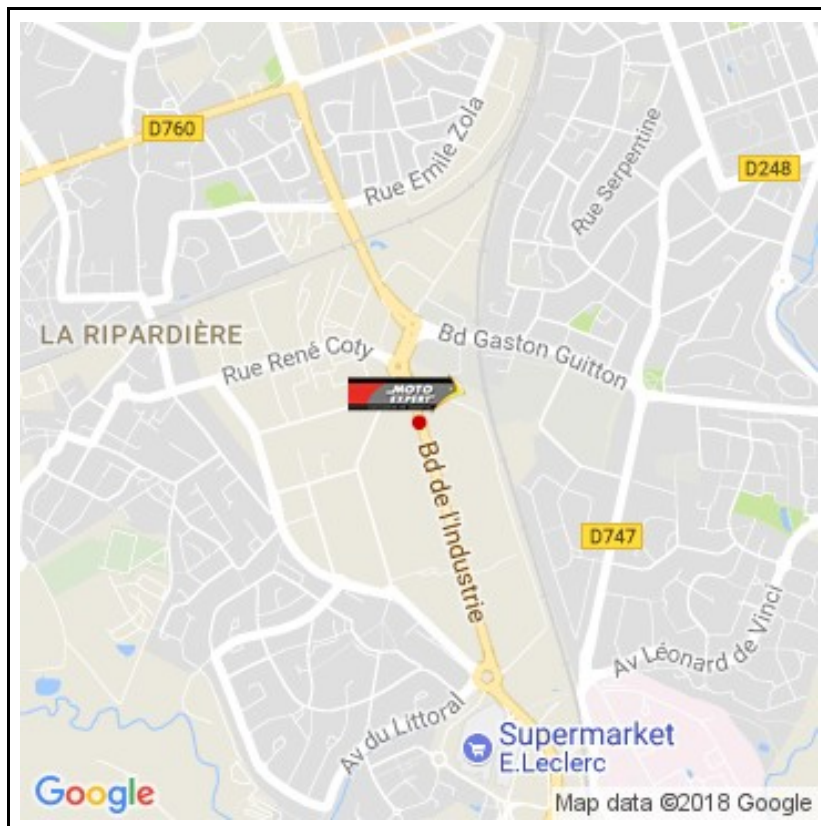 D760
Rue Emile Zola
Rue Serpentine
D248
LA RIPARDIÈRE
Rue René Coty
Bd Gaston Guitton
MOTO
EXPERT
Bd de l'Industrie
D747
Av Léonard de Vinci
Av du Littoral
Supermarket
E.Leclerc
Google
Map data ©2018 Google